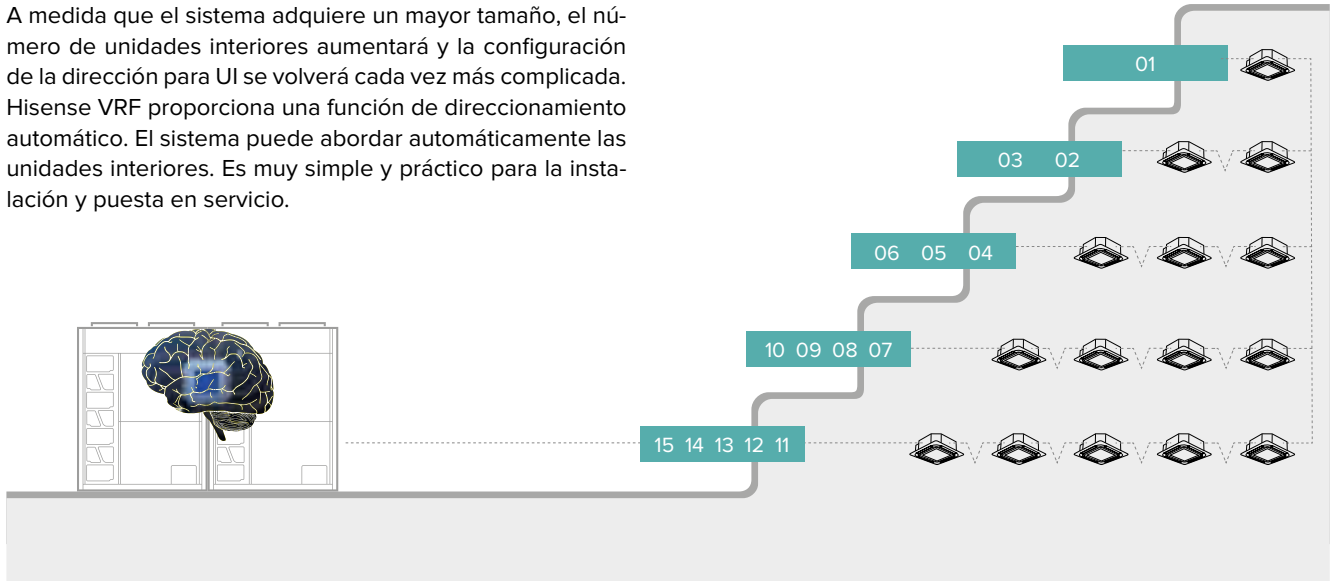 A medida que el sistema adquiere un mayor tamaño, el nú-
mero de unidades interiores aumentará y la configuración
de la dirección para UI se volverá cada vez más complicada.
Hisense VRF proporciona una función de direccionamiento
automático. El sistema puede abordar automáticamente las
unidades interiores. Es muy simple y práctico para la insta-
lación y puesta en servicio.
01
03 02
06 05 04
10 09 08 07
15 14 13 12 11